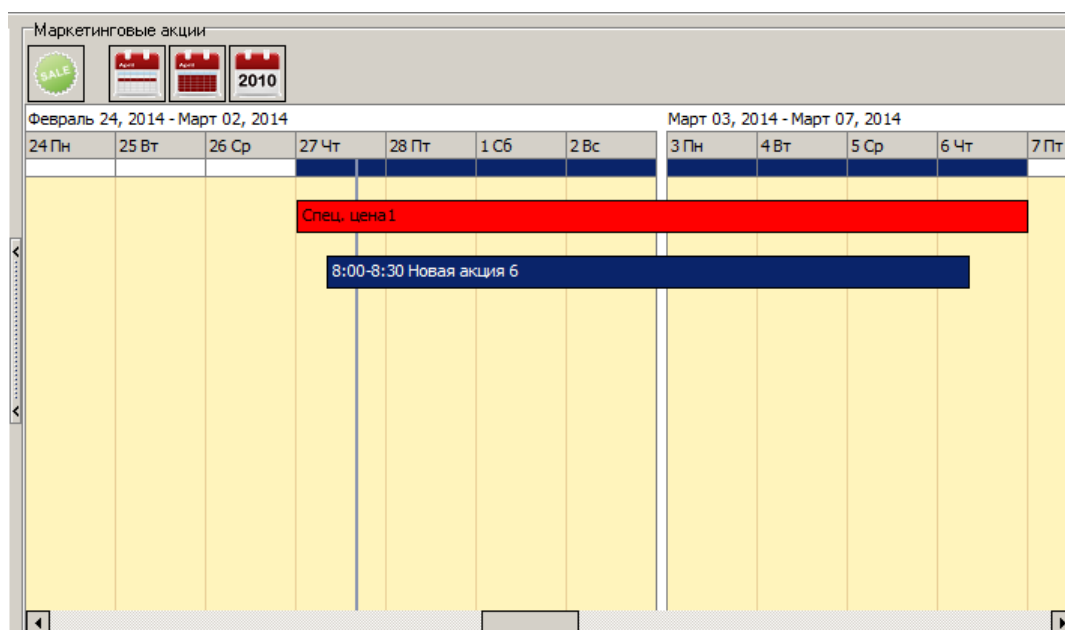 Маркетинговые акции
SALE
April
April
2010
Февраль 24, 2014 - Март 02, 2014
Март 03, 2014 - Март 07, 2014
24 Пн
25 Вт
26 Ср
27 Чт
28 Пт
1 Сб
2 Вс
3 Пн
4 Вт
5 Ср
6 Чт
7 Пт
Спец. цена1
8:00-8:30 Новая акция 6